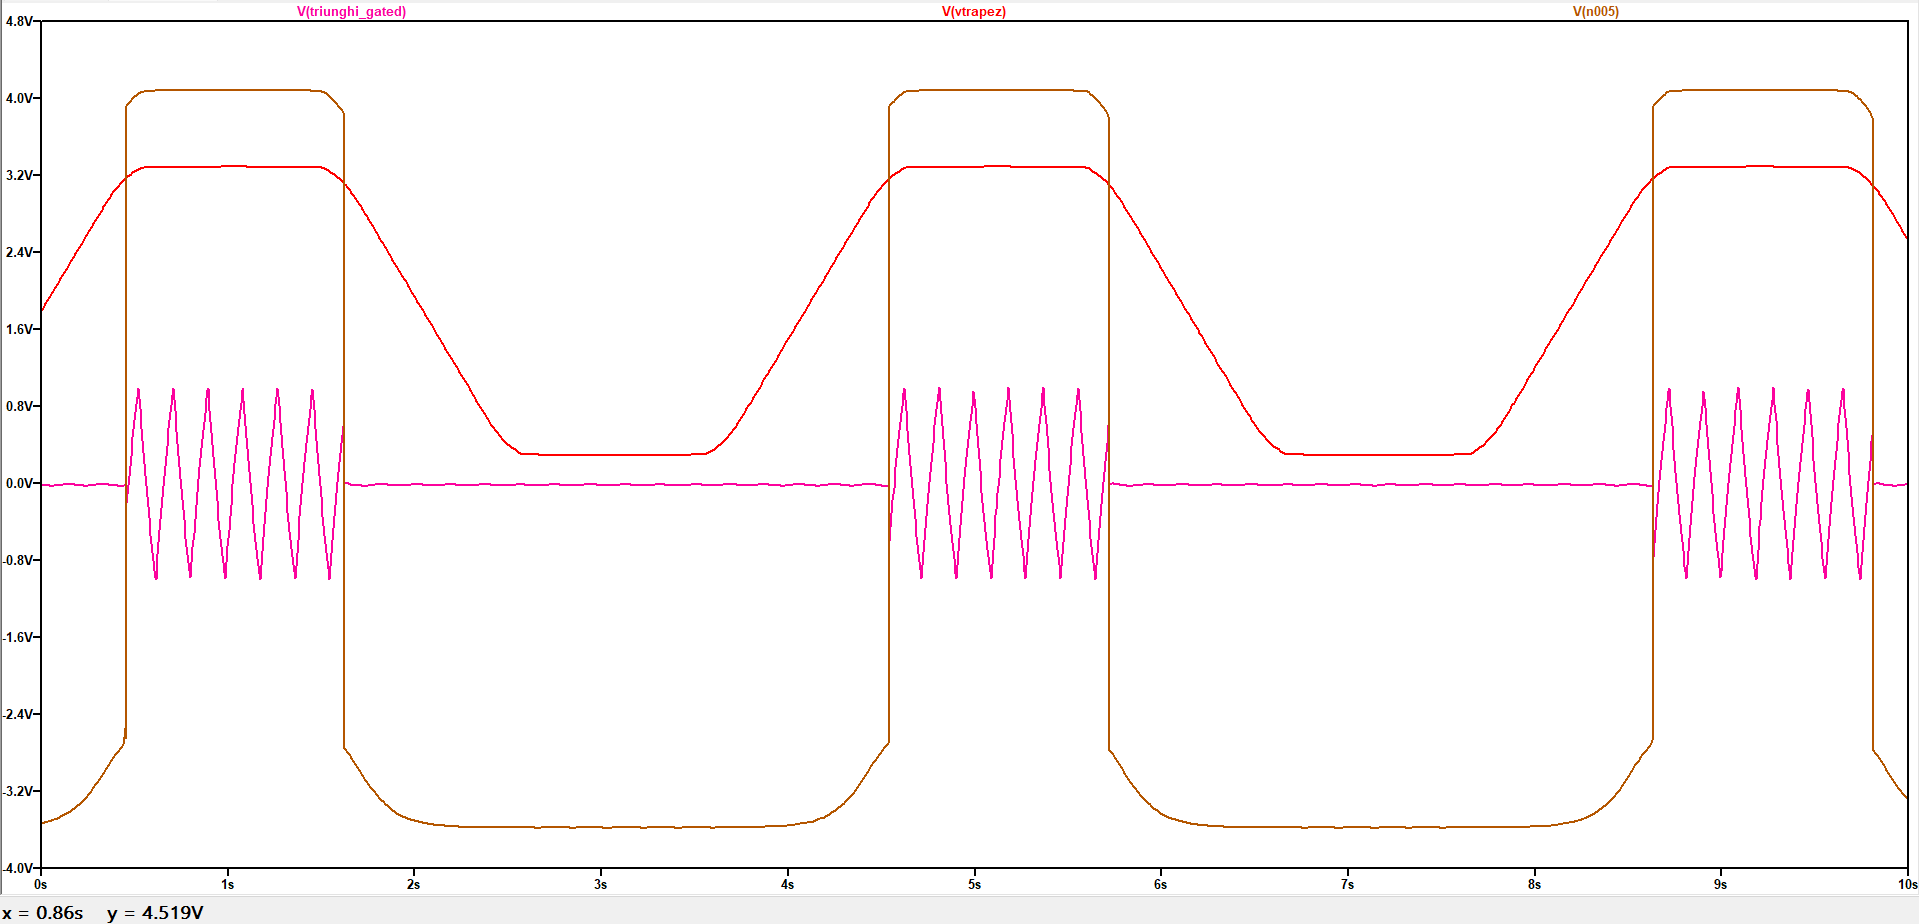 V(triunghi_gated) V(vtrapez) V(n005)
4.8V
4.0V
3.2V
2.4V
1.6V
0.8V
0.0V
-0.8V
-1.6V
-2.4V
-3.2V
-4.0V
0s 1s 2s 3s 4s 5s 6s 7s 8s 9s 10s
x = 0.86s y = 4.519V